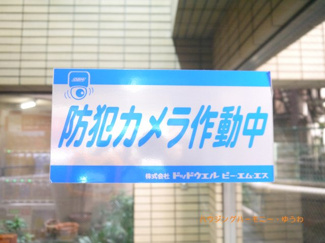 防犯カメラ作動中
株式会社 ドッドウエル ビー・エム・エス